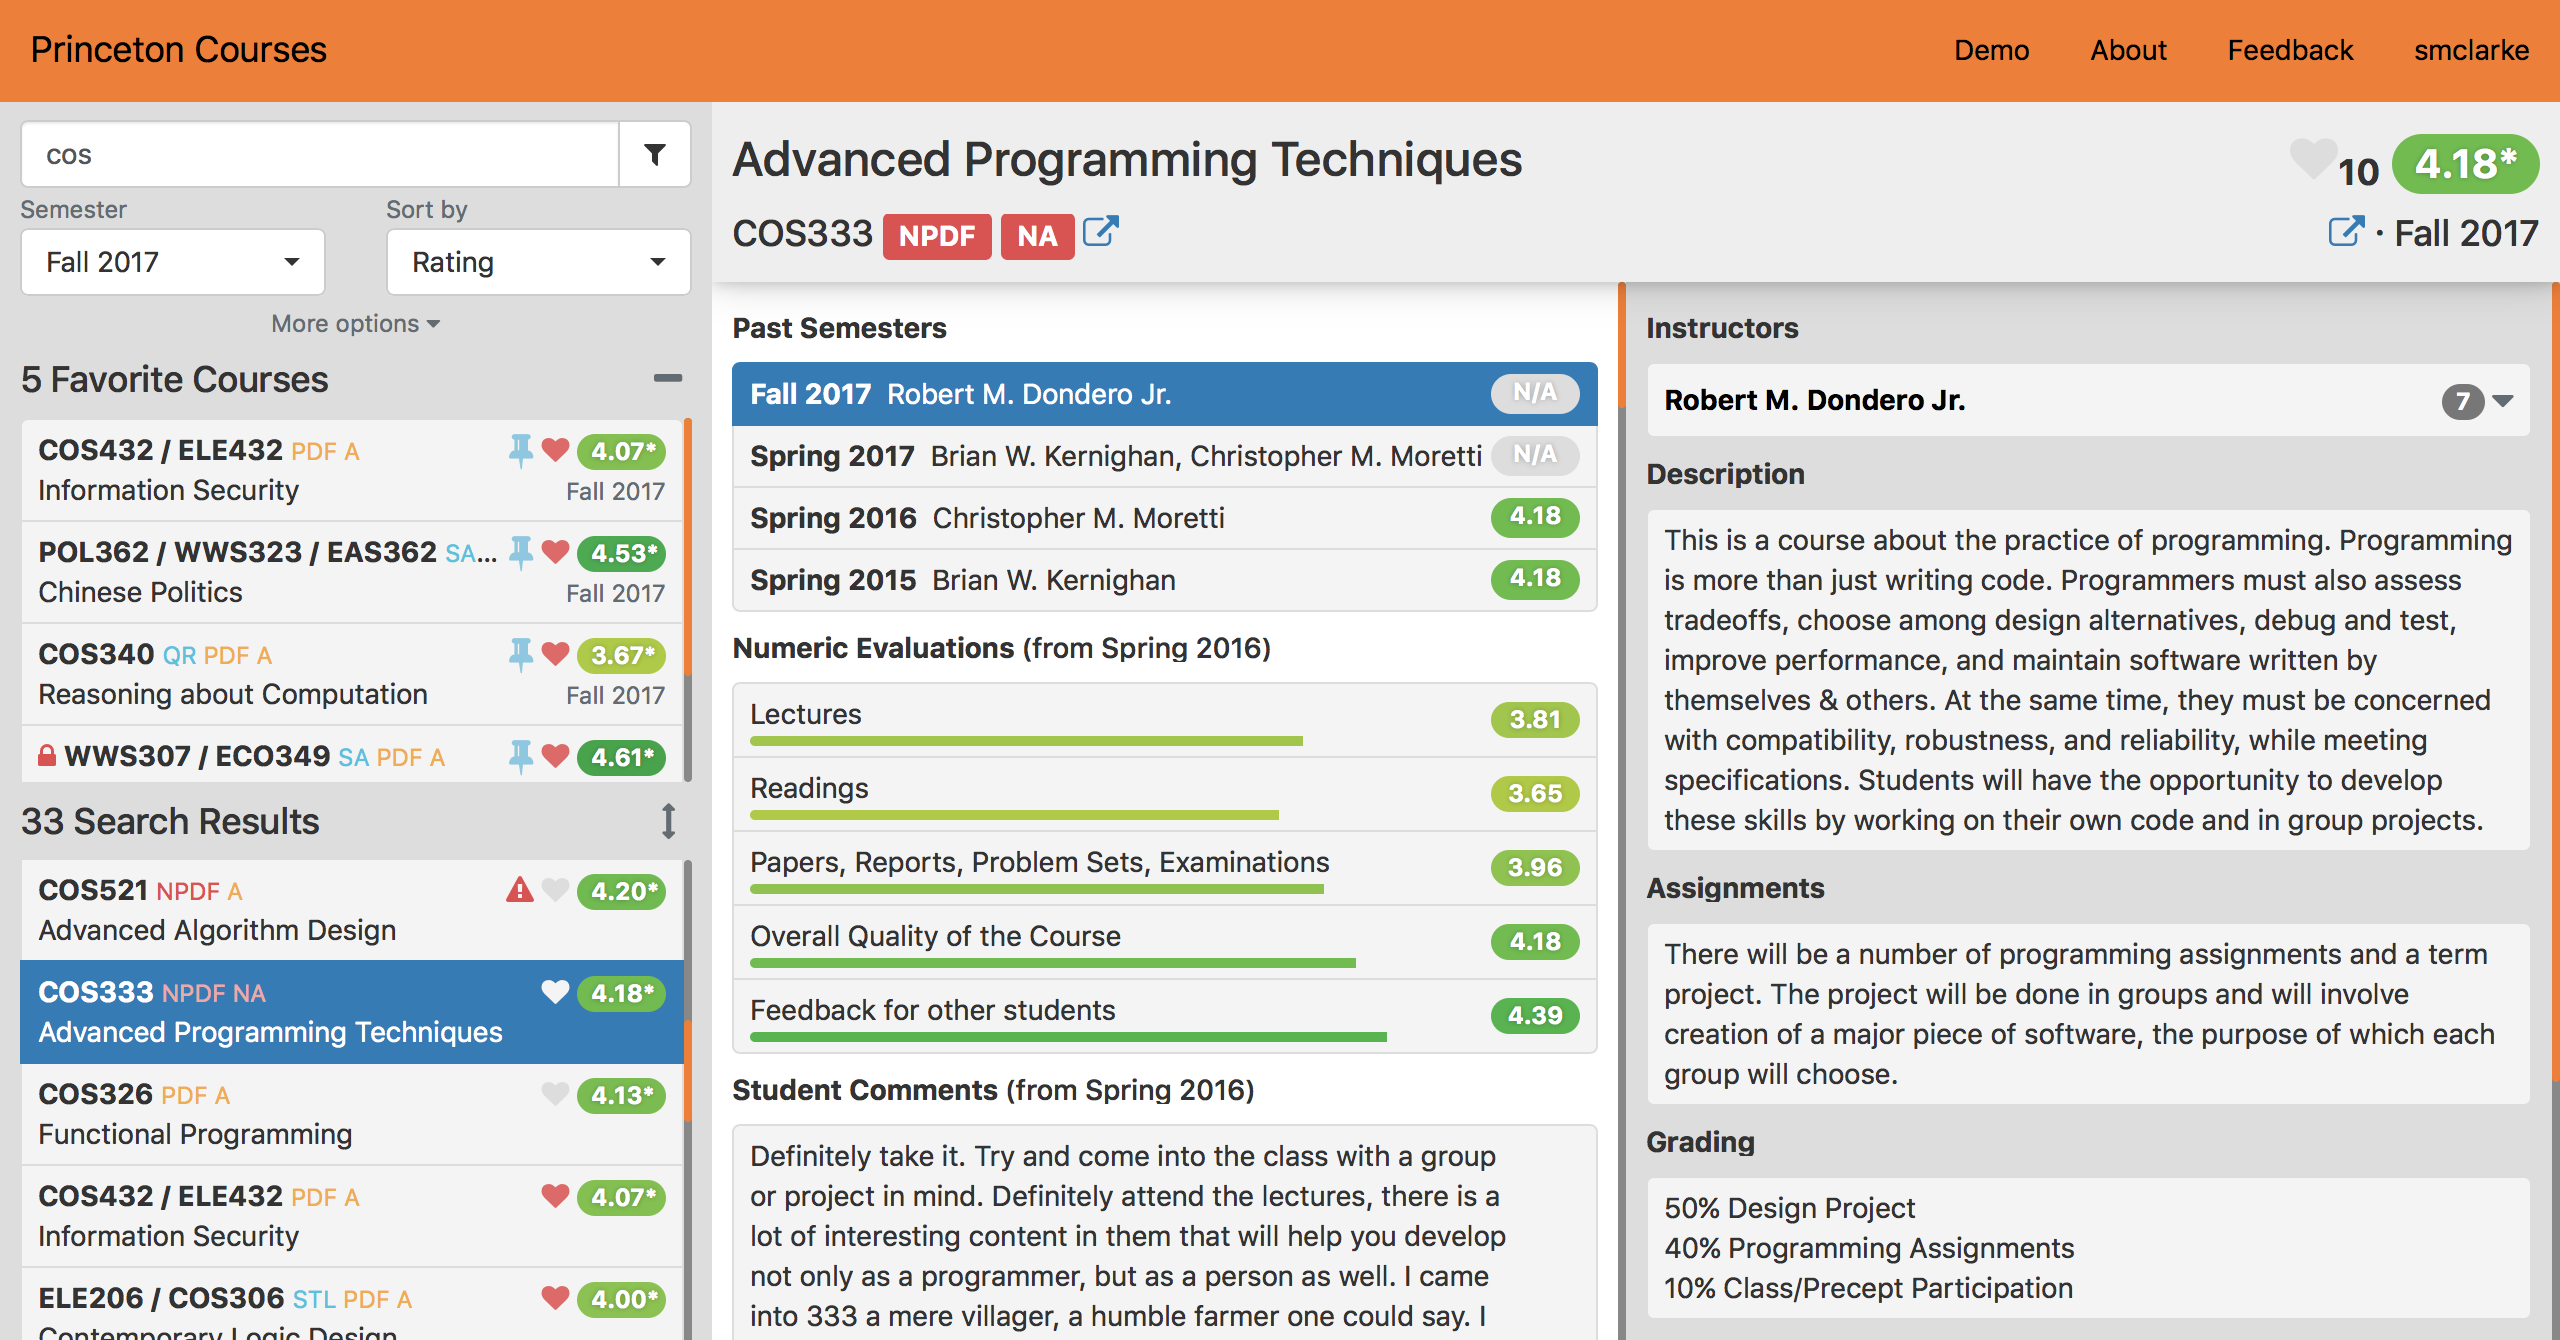 Princeton Courses
Demo About Feedback smclarke
cos
Semester Sort by
Fall 2017 Rating
More options
5 Favorite Courses
COS432 / ELE432 PDF A 4.07*
Information Security Fall 2017
POL362 / WWS323 / EAS362 SA... 4.53*
Chinese Politics Fall 2017
COS340 QR PDF A 3.67*
Reasoning about Computation Fall 2017
WWS307 / ECO349 SA PDF A 4.61*
33 Search Results
COS521 NPDF A 4.20*
Advanced Algorithm Design
COS333 NPDF NA 4.18*
Advanced Programming Techniques
COS326 PDF A 4.13*
Functional Programming
COS432 / ELE432 PDF A 4.07*
Information Security
ELE206 / COS306 STL PDF A 4.00*
Contemporary Logic Design
Advanced Programming Techniques 10 4.18*
COS333 NPDF NA · Fall 2017
Past Semesters
Fall 2017 Robert M. Dondero Jr. N/A
Spring 2017 Brian W. Kernighan, Christopher M. Moretti N/A
Spring 2016 Christopher M. Moretti 4.18
Spring 2015 Brian W. Kernighan 4.18
Numeric Evaluations (from Spring 2016)
Lectures 3.81
Readings 3.65
Papers, Reports, Problem Sets, Examinations 3.96
Overall Quality of the Course 4.18
Feedback for other students 4.39
Student Comments (from Spring 2016)
Definitely take it. Try and come into the class with a group
or project in mind. Definitely attend the lectures, there is a
lot of interesting content in them that will help you develop
not only as a programmer, but as a person as well. I came
into 333 a mere villager, a humble farmer one could say. I
Instructors
Robert M. Dondero Jr. 7
Description
This is a course about the practice of programming. Programming
is more than just writing code. Programmers must also assess
tradeoffs, choose among design alternatives, debug and test,
improve performance, and maintain software written by
themselves & others. At the same time, they must be concerned
with compatibility, robustness, and reliability, while meeting
specifications. Students will have the opportunity to develop
these skills by working on their own code and in group projects.
Assignments
There will be a number of programming assignments and a term
project. The project will be done in groups and will involve
creation of a major piece of software, the purpose of which each
group will choose.
Grading
50% Design Project
40% Programming Assignments
10% Class/Precept Participation